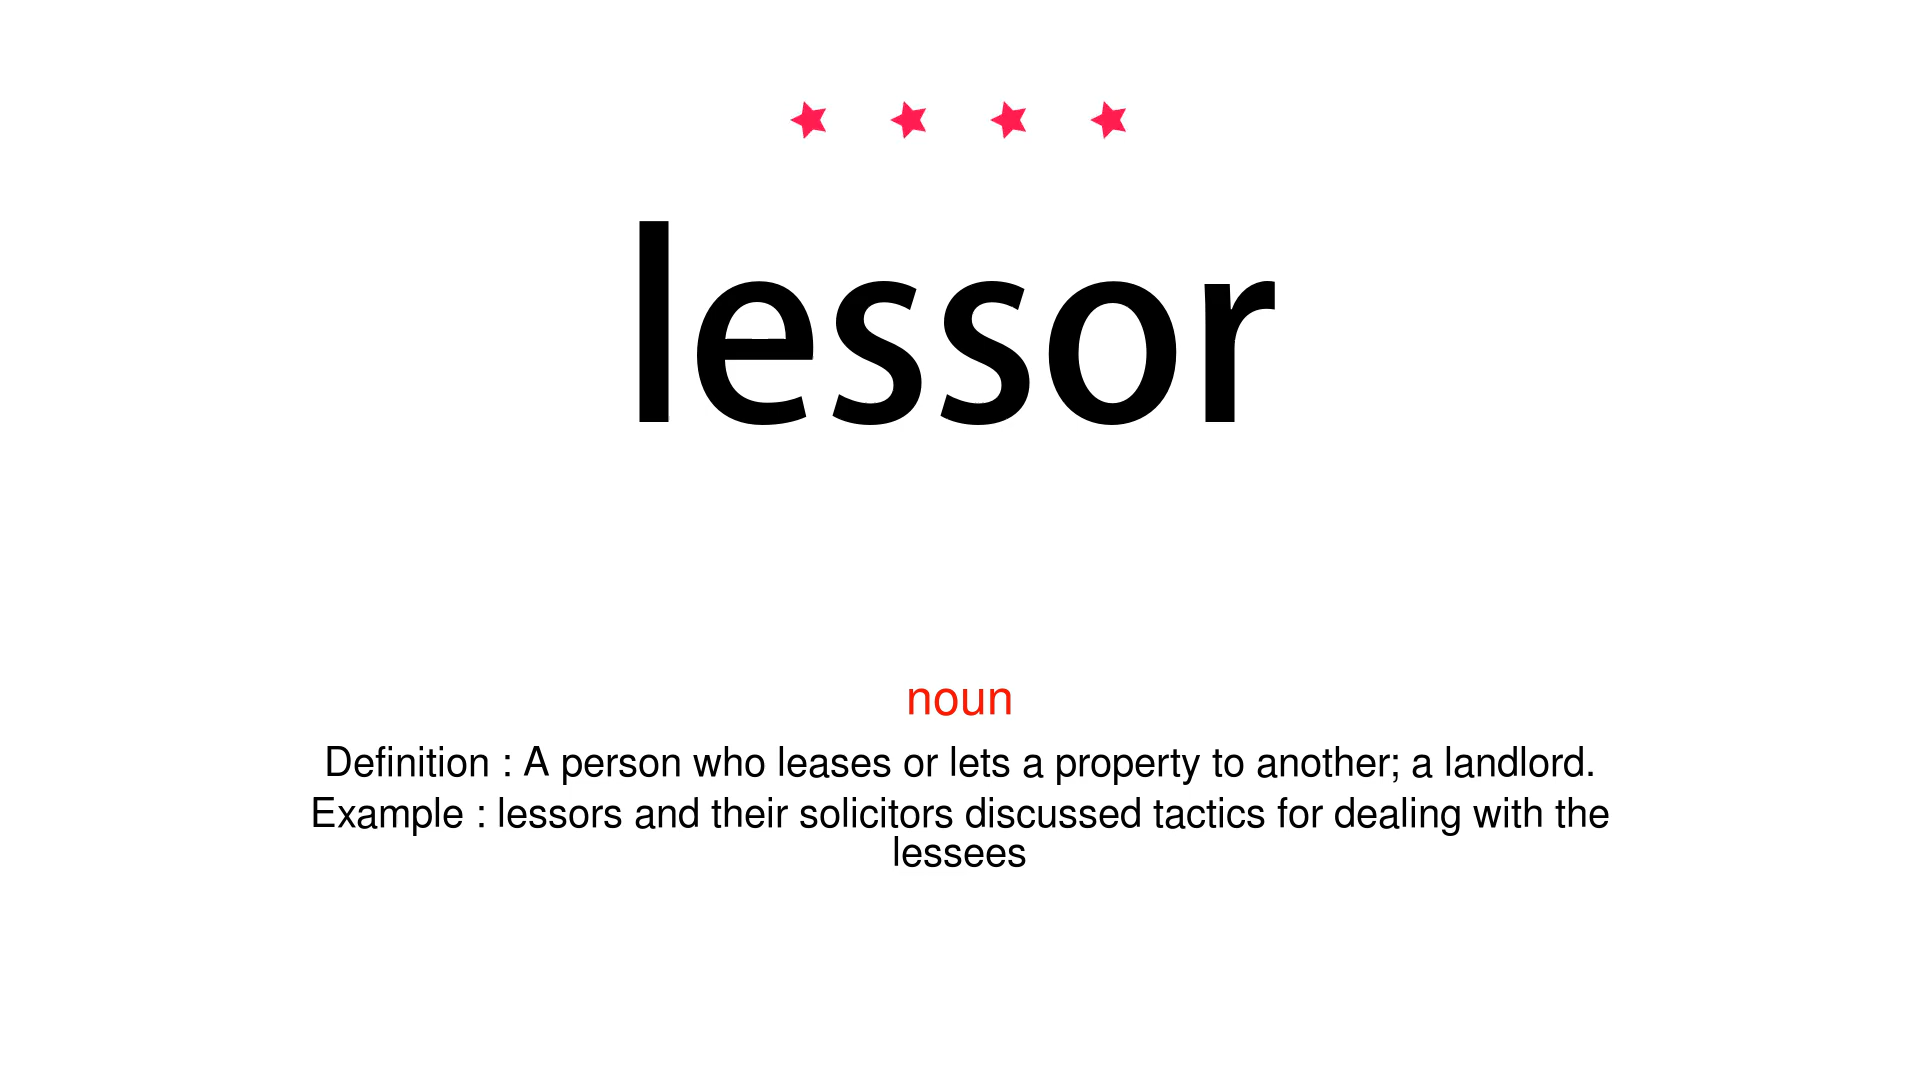 lessor
noun
Definition : A person who leases or lets a property to another; a landlord.
Example : lessors and their solicitors discussed tactics for dealing with the
lessees